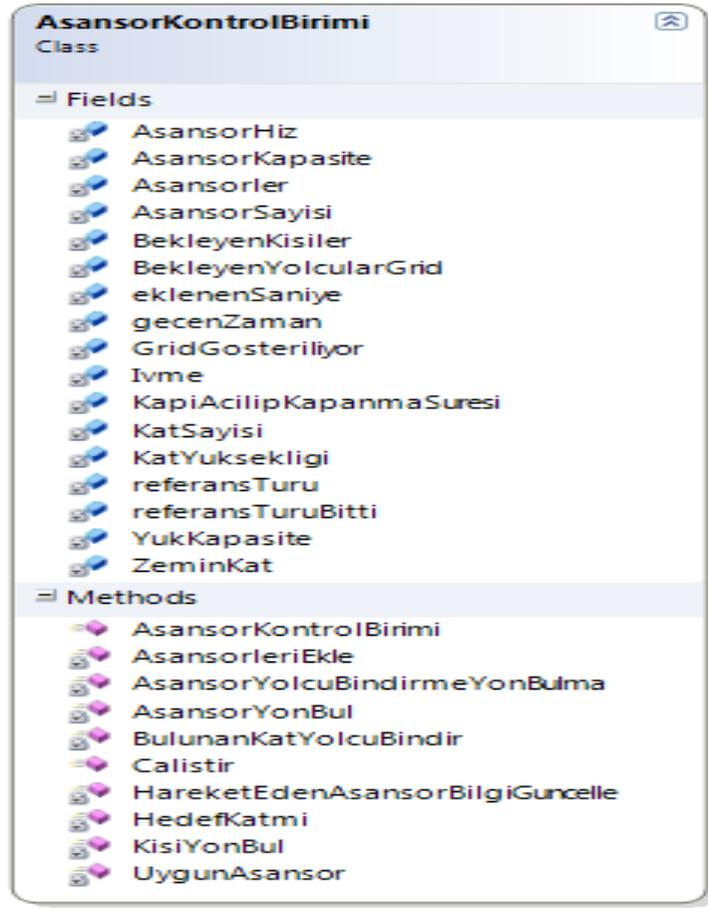 AsansorKontrolBirimi
Class
Fields
AsansorHiz
AsansorKapasite
Asansorler
AsansorSayisi
BekleyenKisiler
BekleyenYolcularGrid
eklenenSaniye
gecenZaman
GridGosteriliyor
Ivme
KapiAcilipKapanmaSuresi
KatSayisi
KatYuksekligi
referansTuru
referansTuruBitti
YukKapasite
ZeminKat
Methods
AsansorKontrolBirimi
AsansorleriEkle
AsansorYolcuBindirmeYonBulma
AsansorYonBul
BulunanKatYolcuBindir
Calistir
HareketEdenAsansorBilgiGuncelle
HedefKatmi
KisiYonBul
UygunAsansor